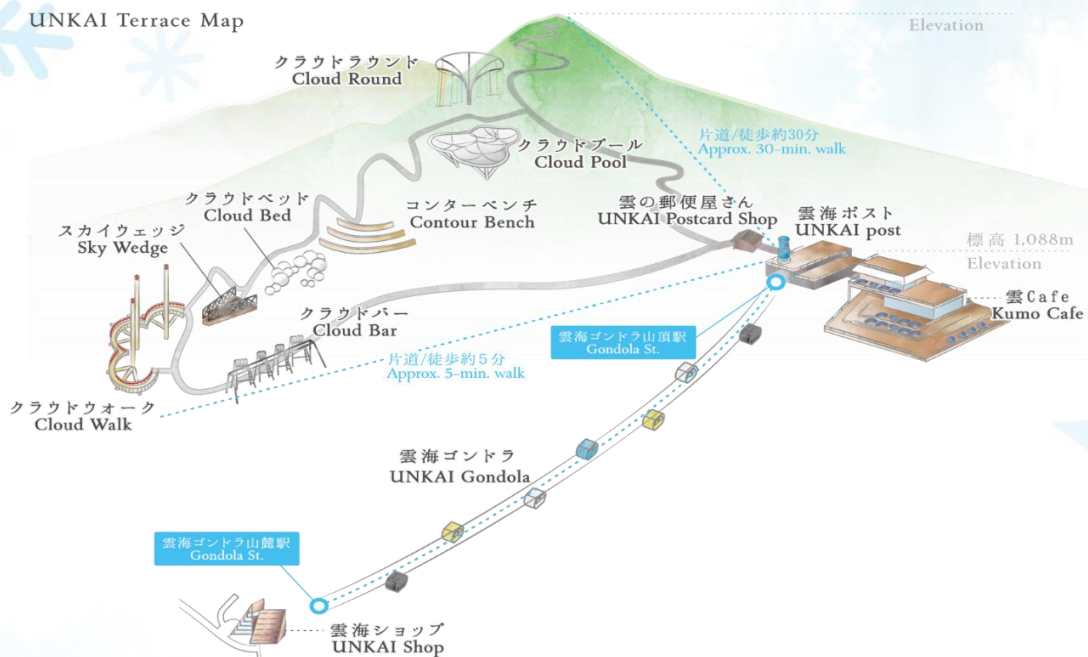 UNKAI Terrace Map
Elevation
クラウドラウンド
Cloud Round
片道/徒歩約30分
Approx. 30-min. walk
クラウドプール
Cloud Pool
クラウドベッド
Cloud Bed
コンターベンチ
Contour Bench
雲の郵便屋さん
UNKAI Postcard Shop
雲海ポスト
UNKAI post
スカイウェッジ
Sky Wedge
標高 1,088m
Elevation
雲Cafe
Kumo Cafe
クラウドバー
Cloud Bar
雲海ゴンドラ山頂駅
Gondola St.
片道/徒歩約5分
Approx. 5-min. walk
クラウドウォーク
Cloud Walk
雲海ゴンドラ
UNKAI Gondola
雲海ゴンドラ山麓駅
Gondola St.
雲海ショップ
UNKAI Shop